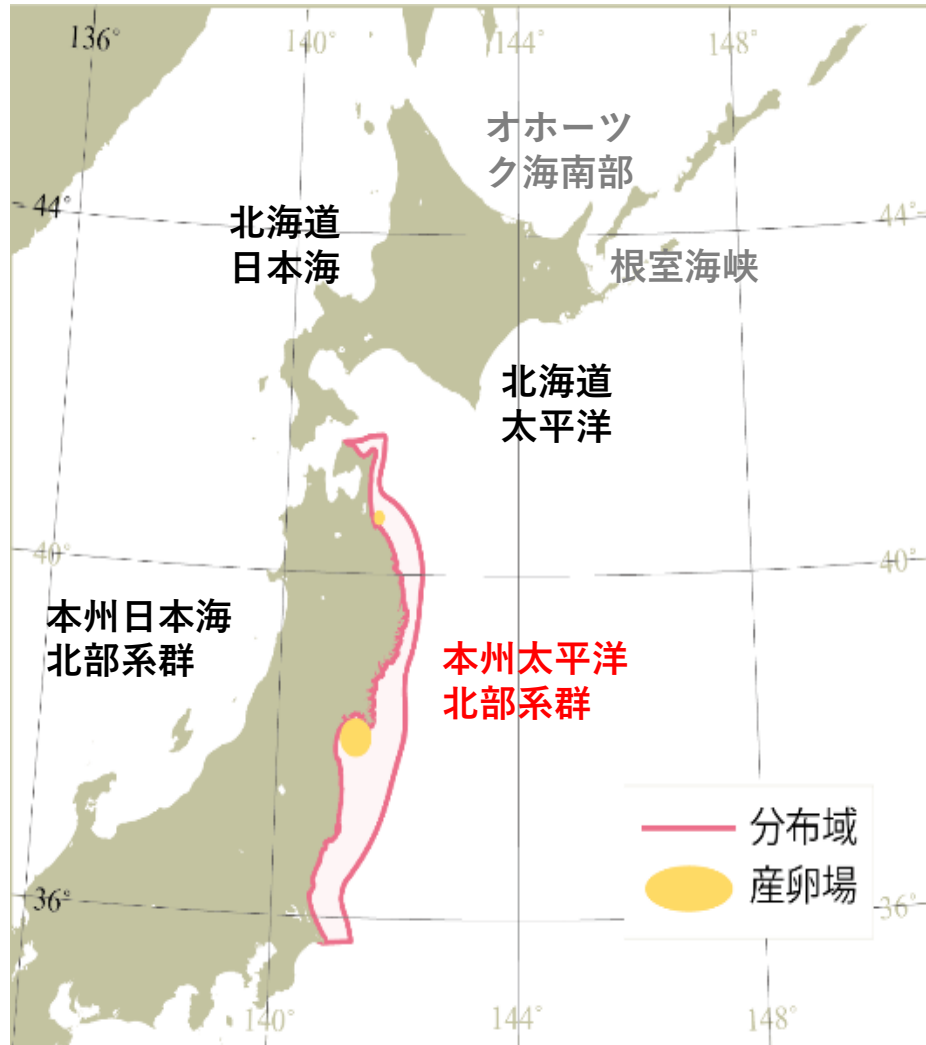 136°
140°
144°
148°
オホーツ
ク海南部
44°
44°
北海道
日本海
根室海峡
北海道
太平洋
40°
40°
本州日本海
北部系群
本州太平洋
北部系群
分布域
産卵場
36°
36°
140°
144°
148°